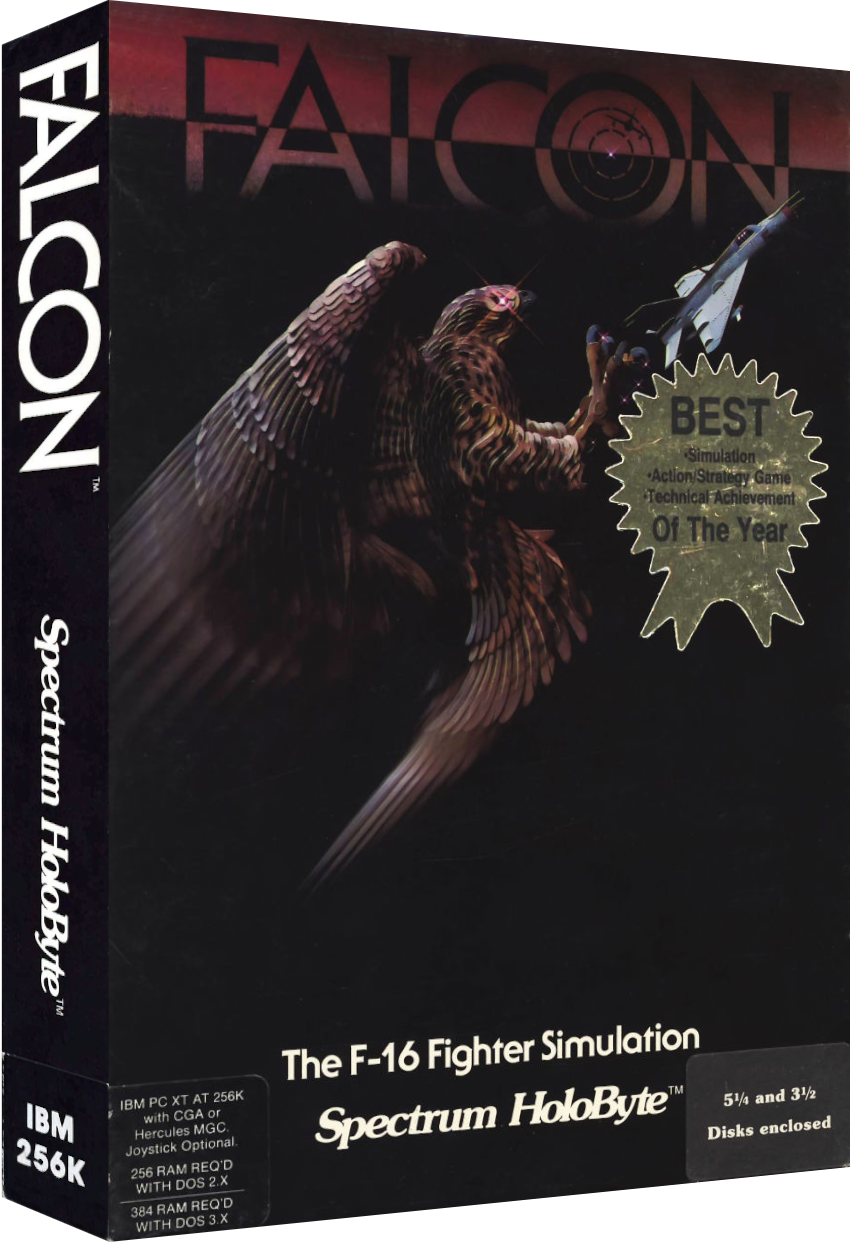 FALCON™
Spectrum HoloByte™
IBM
256K
FALCON
BEST
•Simulation
•Action/Strategy Game
•Technical Achievement
Of The Year
The F-16 Fighter Simulation
Spectrum HoloByte™
IBM PC XT AT 256K
with CGA or
Hercules MGC.
Joystick Optional.
256 RAM REQ'D
WITH DOS 2.X
384 RAM REQ'D
WITH DOS 3.X
5¼ and 3½
Disks enclosed